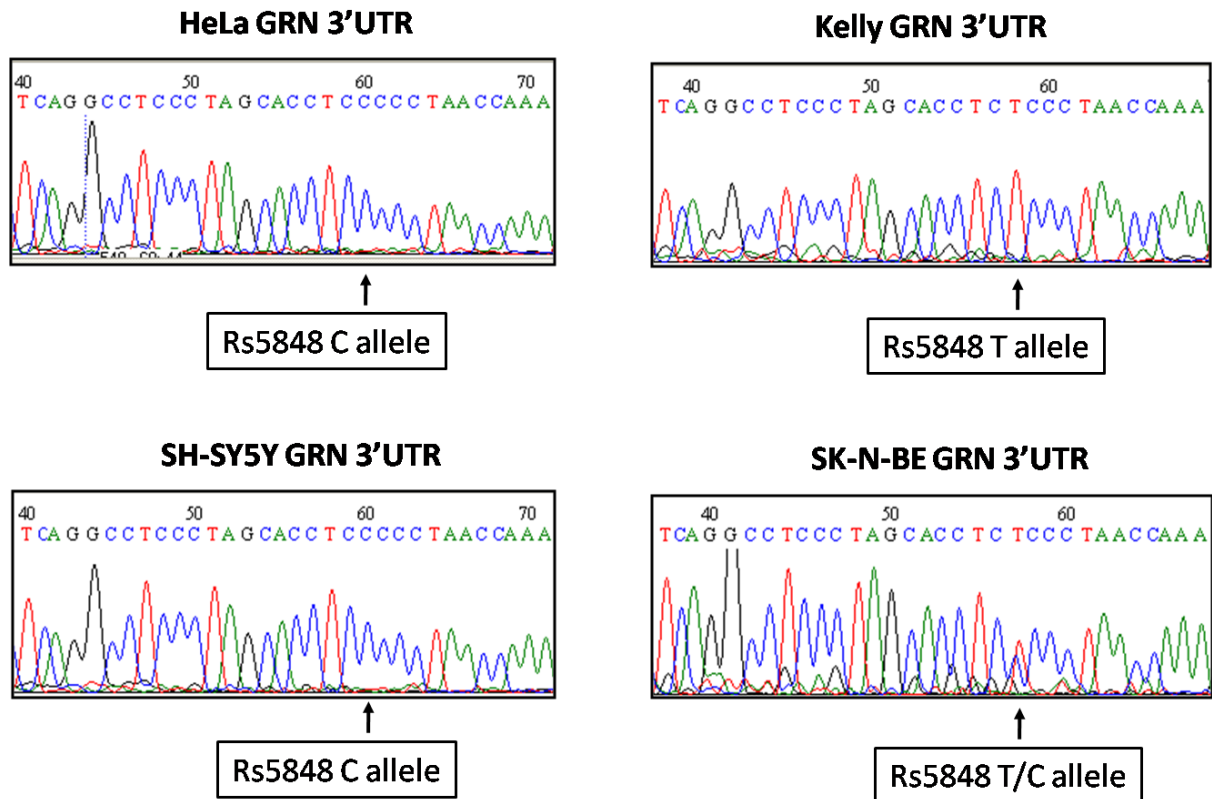 HeLa GRN 3’UTR
40 50 60 70
TCAGGCCTCCCTAGCACCTCCCCCTAACCAAA
Rs5848 C allele
Kelly GRN 3’UTR
40 50 60
TCAGGCCTCCCTAGCACCTCTCCCTAACCAAA
Rs5848 T allele
SH-SY5Y GRN 3’UTR
40 50 60 70
TCAGGCCTCCCTAGCACCTCCCCCTAACCAAA
Rs5848 C allele
SK-N-BE GRN 3’UTR
40 50 60
TCAGGCCTCCCTAGCACCTCTCCCTAACCAAA
Rs5848 T/C allele